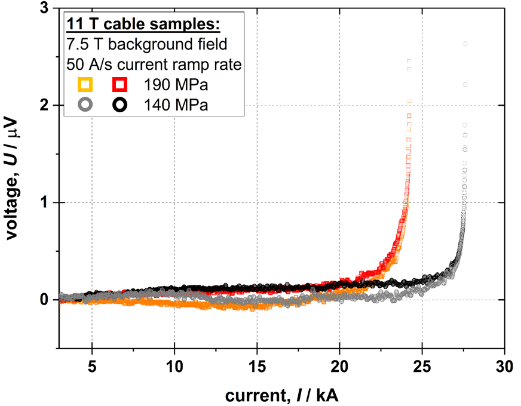 11 T cable samples:
7.5 T background field
50 A/s current ramp rate
190 MPa
140 MPa
voltage, U / μV
3
2
1
0
5
10
15
20
25
30
current, I / kA